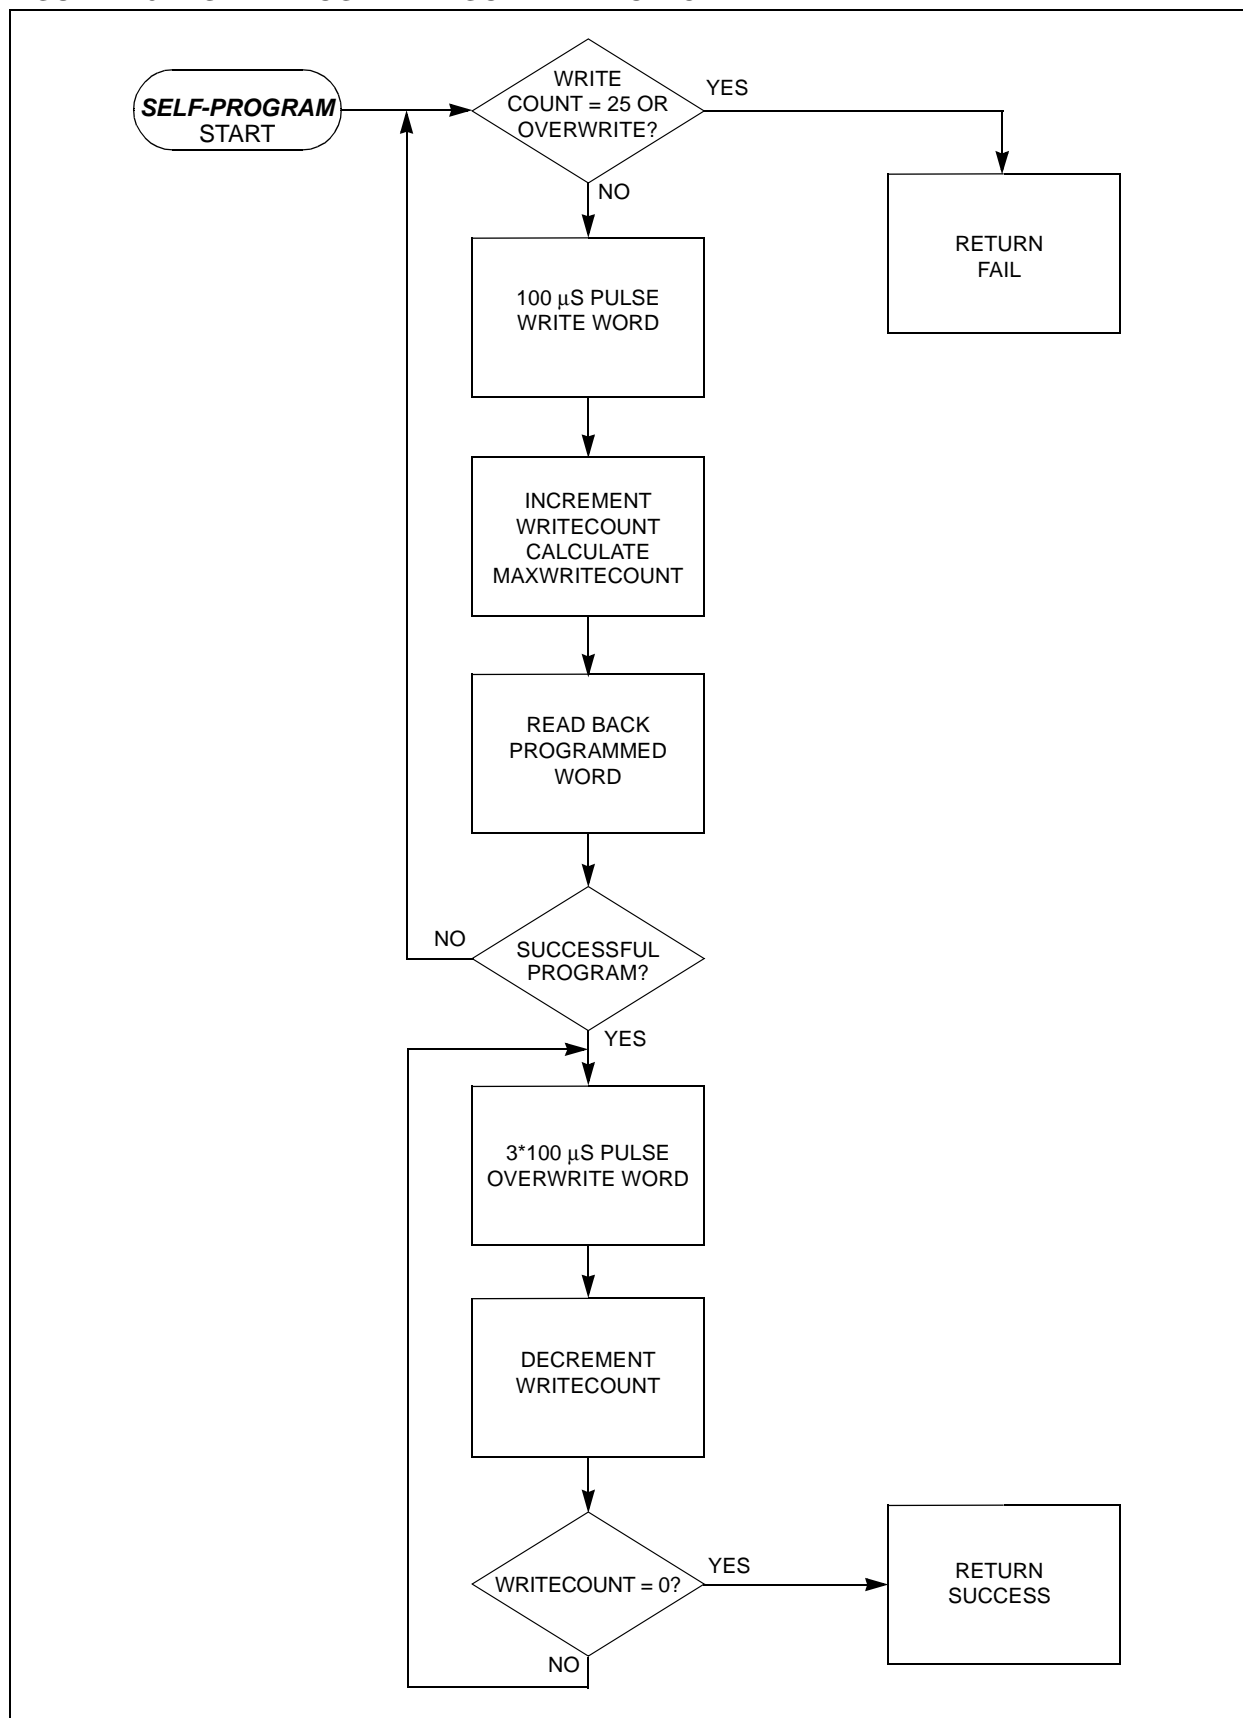 SELF-PROGRAM
START
WRITE
COUNT = 25 OR
OVERWRITE?
YES
NO
RETURN
FAIL
100 µS PULSE
WRITE WORD
INCREMENT
WRITECOUNT
CALCULATE
MAXWRITECOUNT
READ BACK
PROGRAMMED
WORD
NO
SUCCESSFUL
PROGRAM?
YES
3*100 µS PULSE
OVERWRITE WORD
DECREMENT
WRITECOUNT
WRITECOUNT = 0?
YES
NO
RETURN
SUCCESS